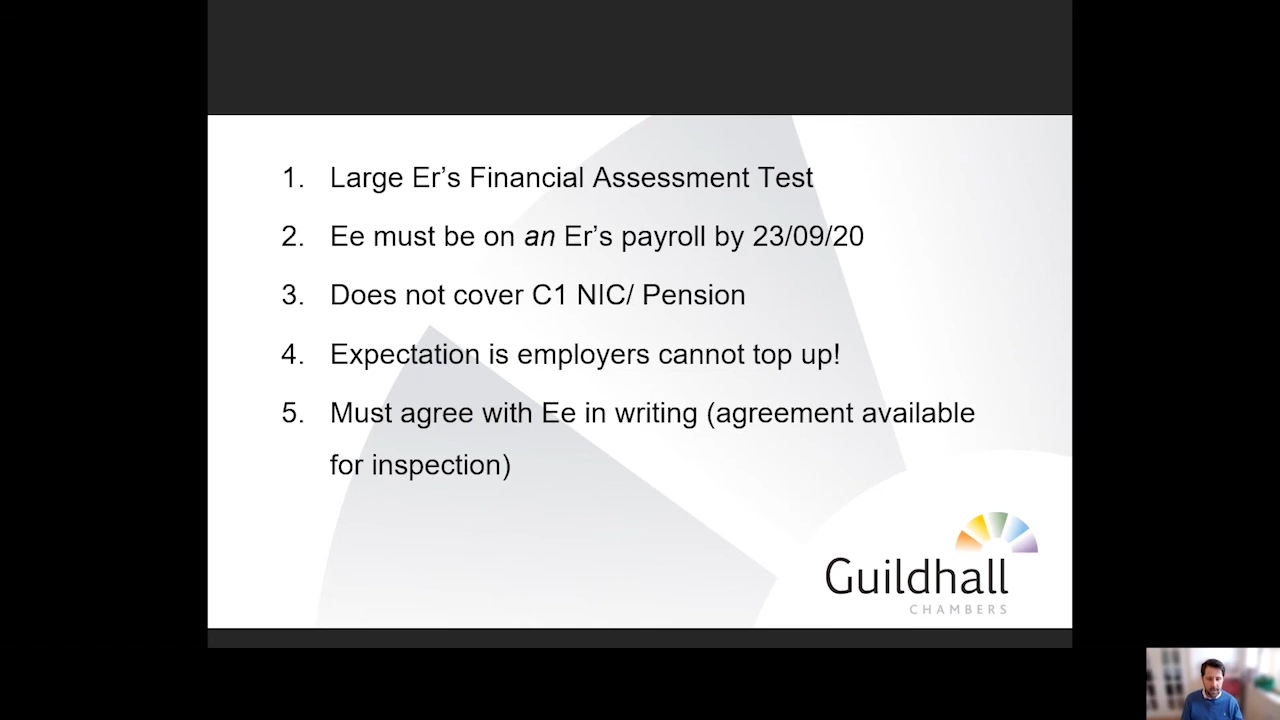 1. Large Er’s Financial Assessment Test
2. Ee must be on an Er’s payroll by 23/09/20
3. Does not cover C1 NIC/ Pension
4. Expectation is employers cannot top up!
5. Must agree with Ee in writing (agreement available
for inspection)
Guildhall
CHAMBERS